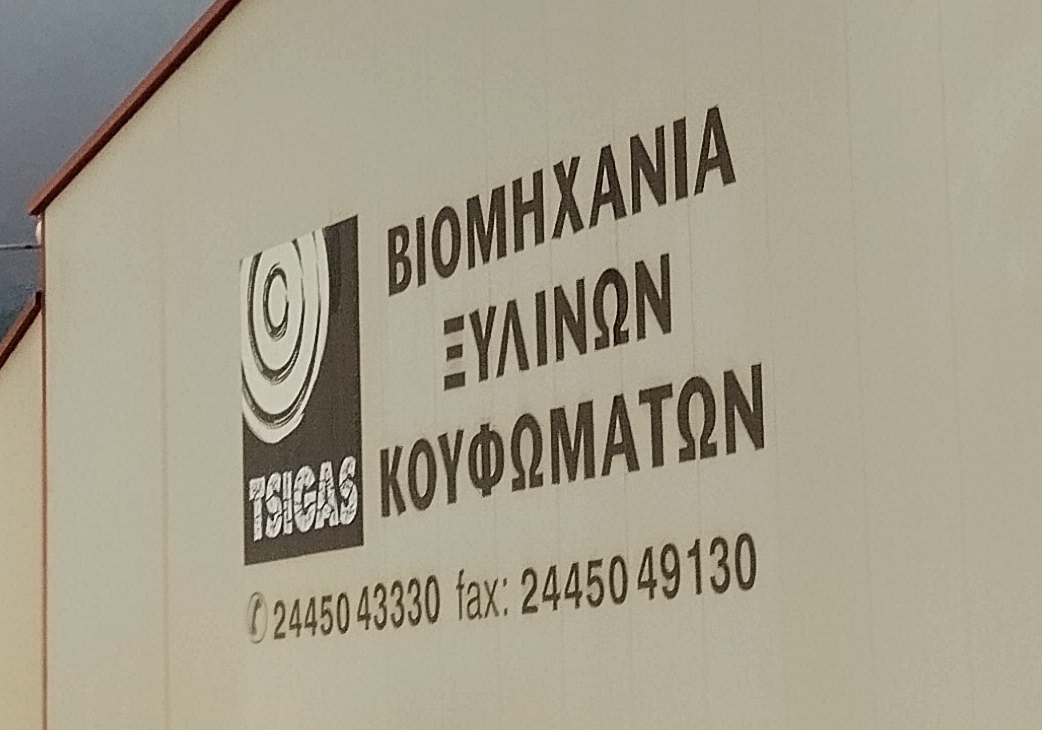 ΒΙΟΜΗΧΑΝΙΑ
ΞΥΛΙΝΩΝ
ΚΟΥΦΩΜΑΤΩΝ
TSIGAS
✆ 24450 43330 fax: 24450 49130